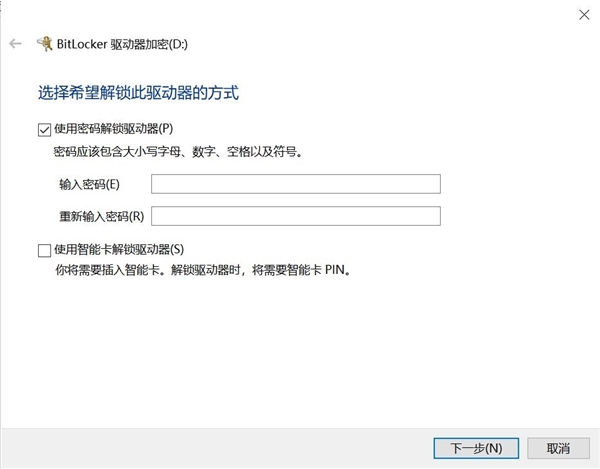 BitLocker 驱动器加密(D:)
选择希望解锁此驱动器的方式
使用密码解锁驱动器(P)
密码应该包含大小写字母、数字、空格以及符号。
输入密码(E)
重新输入密码(R)
使用智能卡解锁驱动器(S)
你将需要插入智能卡。解锁驱动器时，将需要智能卡 PIN。
下一步(N)
取消